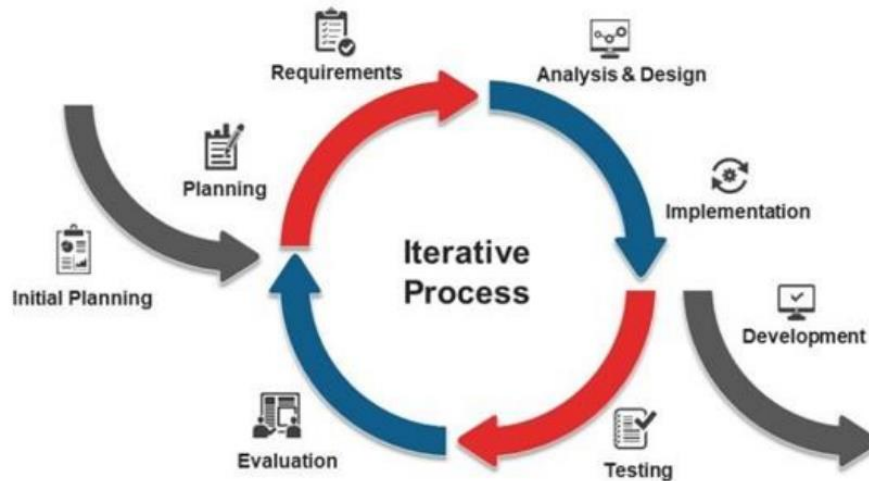 Requirements
Analysis & Design
Planning
Implementation
Iterative
Process
Initial Planning
Development
Evaluation
Testing